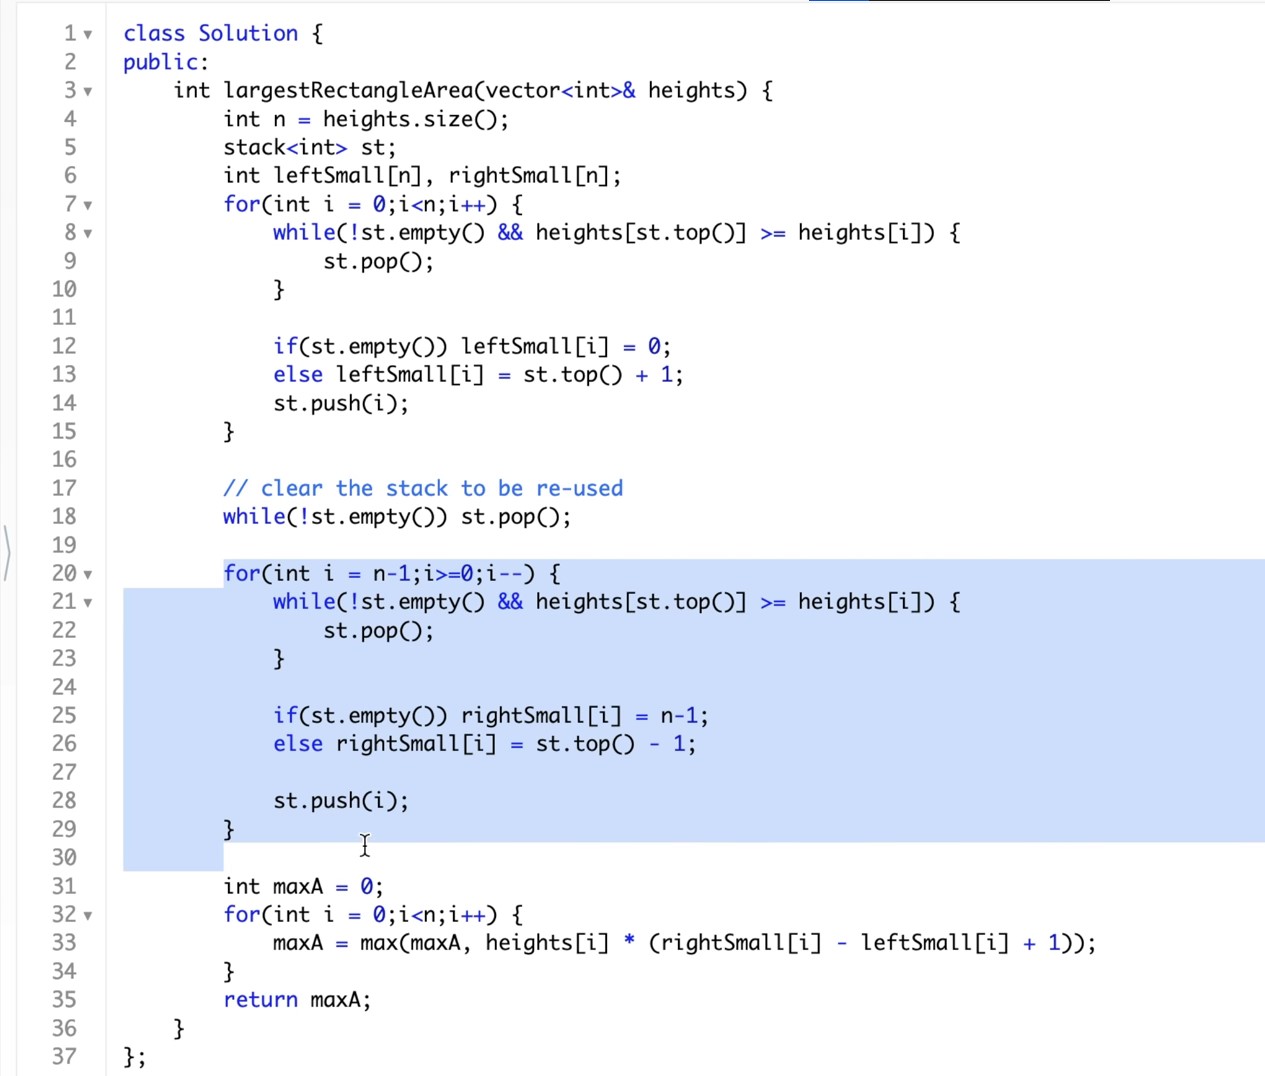 1 class Solution {
2 public:
3     int largestRectangleArea(vector<int>& heights) {
4         int n = heights.size();
5         stack<int> st;
6         int leftSmall[n], rightSmall[n];
7         for(int i = 0;i<n;i++) {
8             while(!st.empty() && heights[st.top()] >= heights[i]) {
9                 st.pop();
10             }
11
12             if(st.empty()) leftSmall[i] = 0;
13             else leftSmall[i] = st.top() + 1;
14             st.push(i);
15         }
16
17         // clear the stack to be re-used
18         while(!st.empty()) st.pop();
19
20         for(int i = n-1;i>=0;i--) {
21             while(!st.empty() && heights[st.top()] >= heights[i]) {
22                 st.pop();
23             }
24
25             if(st.empty()) rightSmall[i] = n-1;
26             else rightSmall[i] = st.top() - 1;
27
28             st.push(i);
29         }
30
31         int maxA = 0;
32         for(int i = 0;i<n;i++) {
33             maxA = max(maxA, heights[i] * (rightSmall[i] - leftSmall[i] + 1));
34         }
35         return maxA;
36     }
37 };